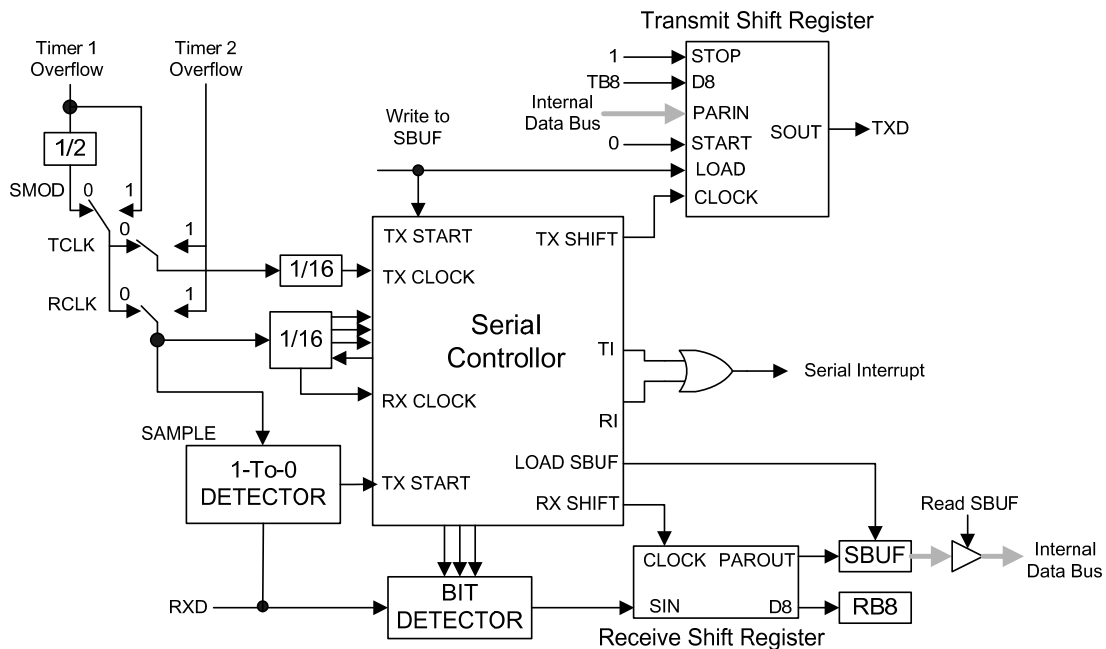 Transmit Shift Register
Timer 1
Overflow
Timer 2
Overflow
1
STOP
TB8
D8
Internal
Data Bus
PARIN
SOUT
TXD
0
START
LOAD
CLOCK
Write to
SBUF
1/2
SMOD
0
1
TX START
TX SHIFT
TCLK
0
1
1/16
TX CLOCK
RCLK
0
1
1/16
Serial
Controllor
TI
Serial Interrupt
RX CLOCK
RI
SAMPLE
1-To-0
DETECTOR
TX START
LOAD SBUF
RX SHIFT
Read SBUF
CLOCK
PAROUT
SBUF
Internal
Data Bus
RXD
BIT
DETECTOR
SIN
D8
RB8
Receive Shift Register